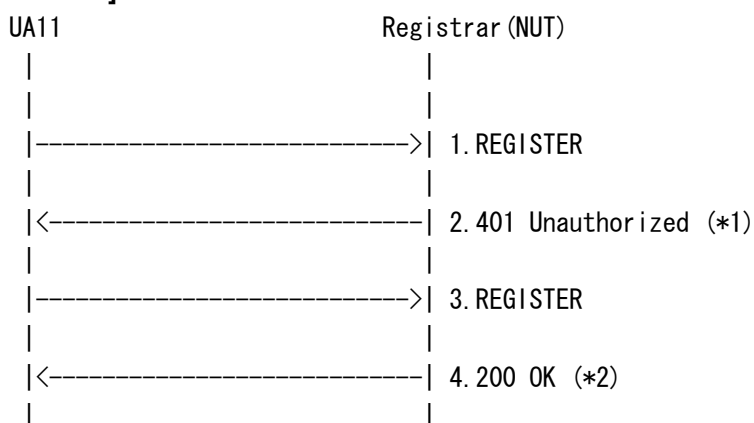 UA11 Registrar(NUT)
1.REGISTER
2.401 Unauthorized (*1)
3.REGISTER
4.200 OK (*2)